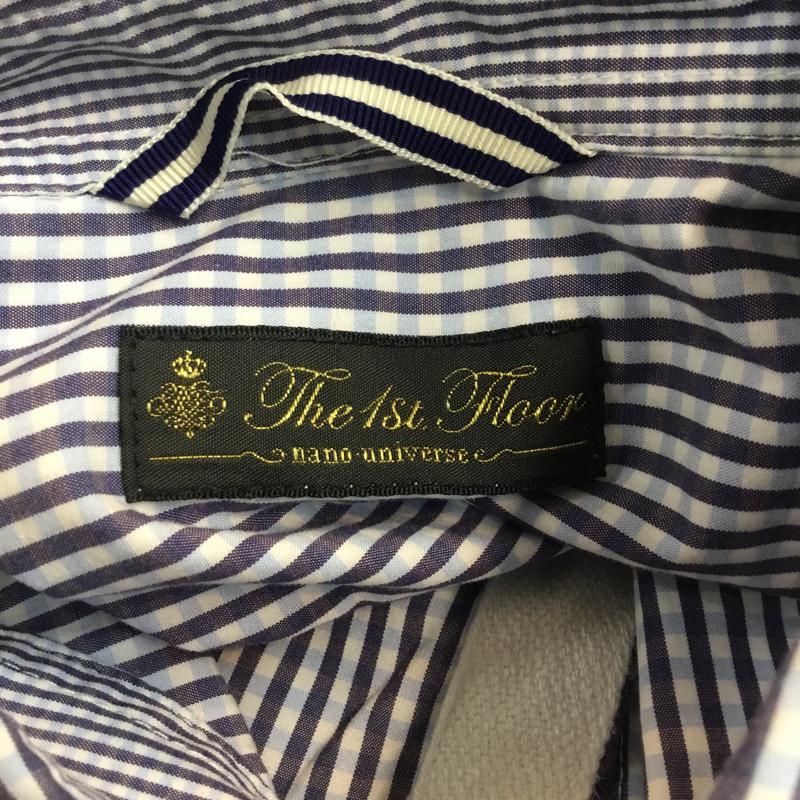 The 1st Floor
nano·universe